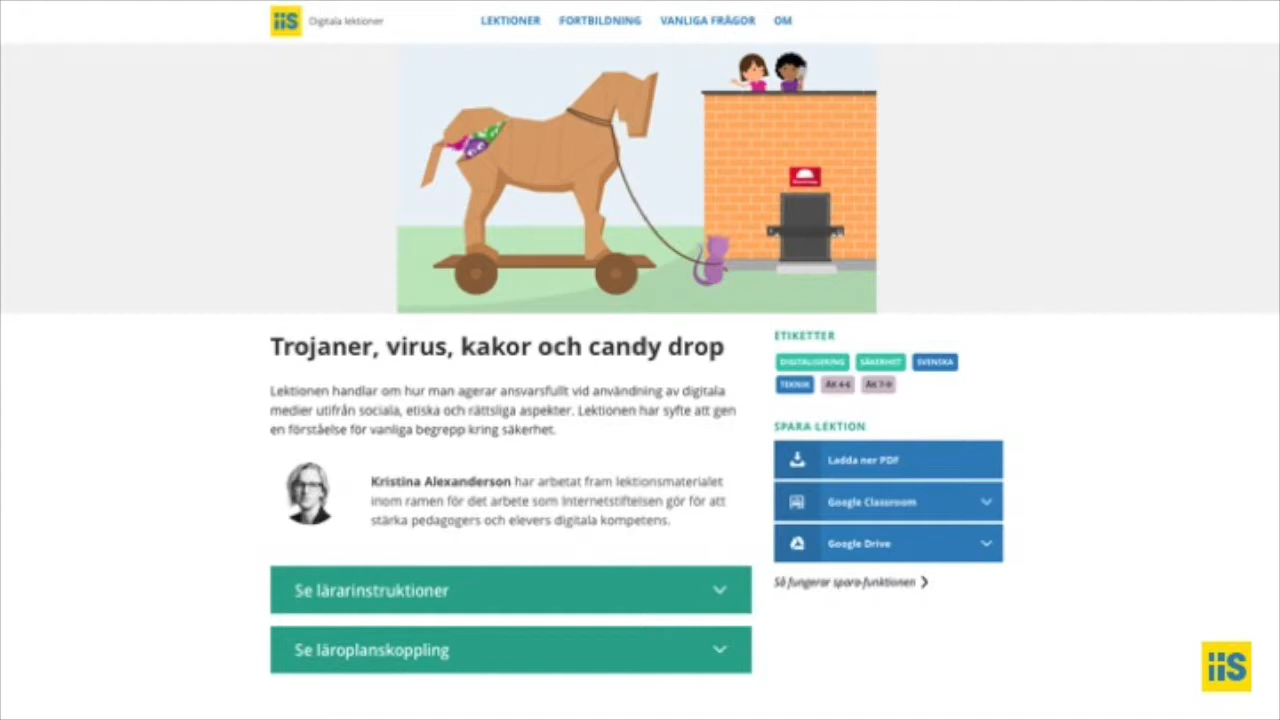 iis Digitala lektioner LEKTIONER FORTBILDNING VANLIGA FRÅGOR OM
Trojaner, virus, kakor och candy drop
Lektionen handlar om hur man agerar ansvarsfullt vid användning av digitala
medier utifrån sociala, etiska och rättsliga aspekter. Lektionen har syfte att gen
en förståelse för vanliga begrepp kring säkerhet.
Kristina Alexanderson har arbetat fram lektionsmaterialet
inom ramen för det arbete som Internetstiftelsen gör för att
stärka pedagogers och elevers digitala kompetens.
Se lärarinstruktioner
Se läroplanskoppling
ETIKETTER
DIGITALISERING SÄKERHET SVENSKA
TEKNIK ÅK 4-6 ÅK 7-9
SPARA LEKTION
Ladda ner PDF
Google Classroom
Google Drive
Så fungerar spara-funktionen
iis